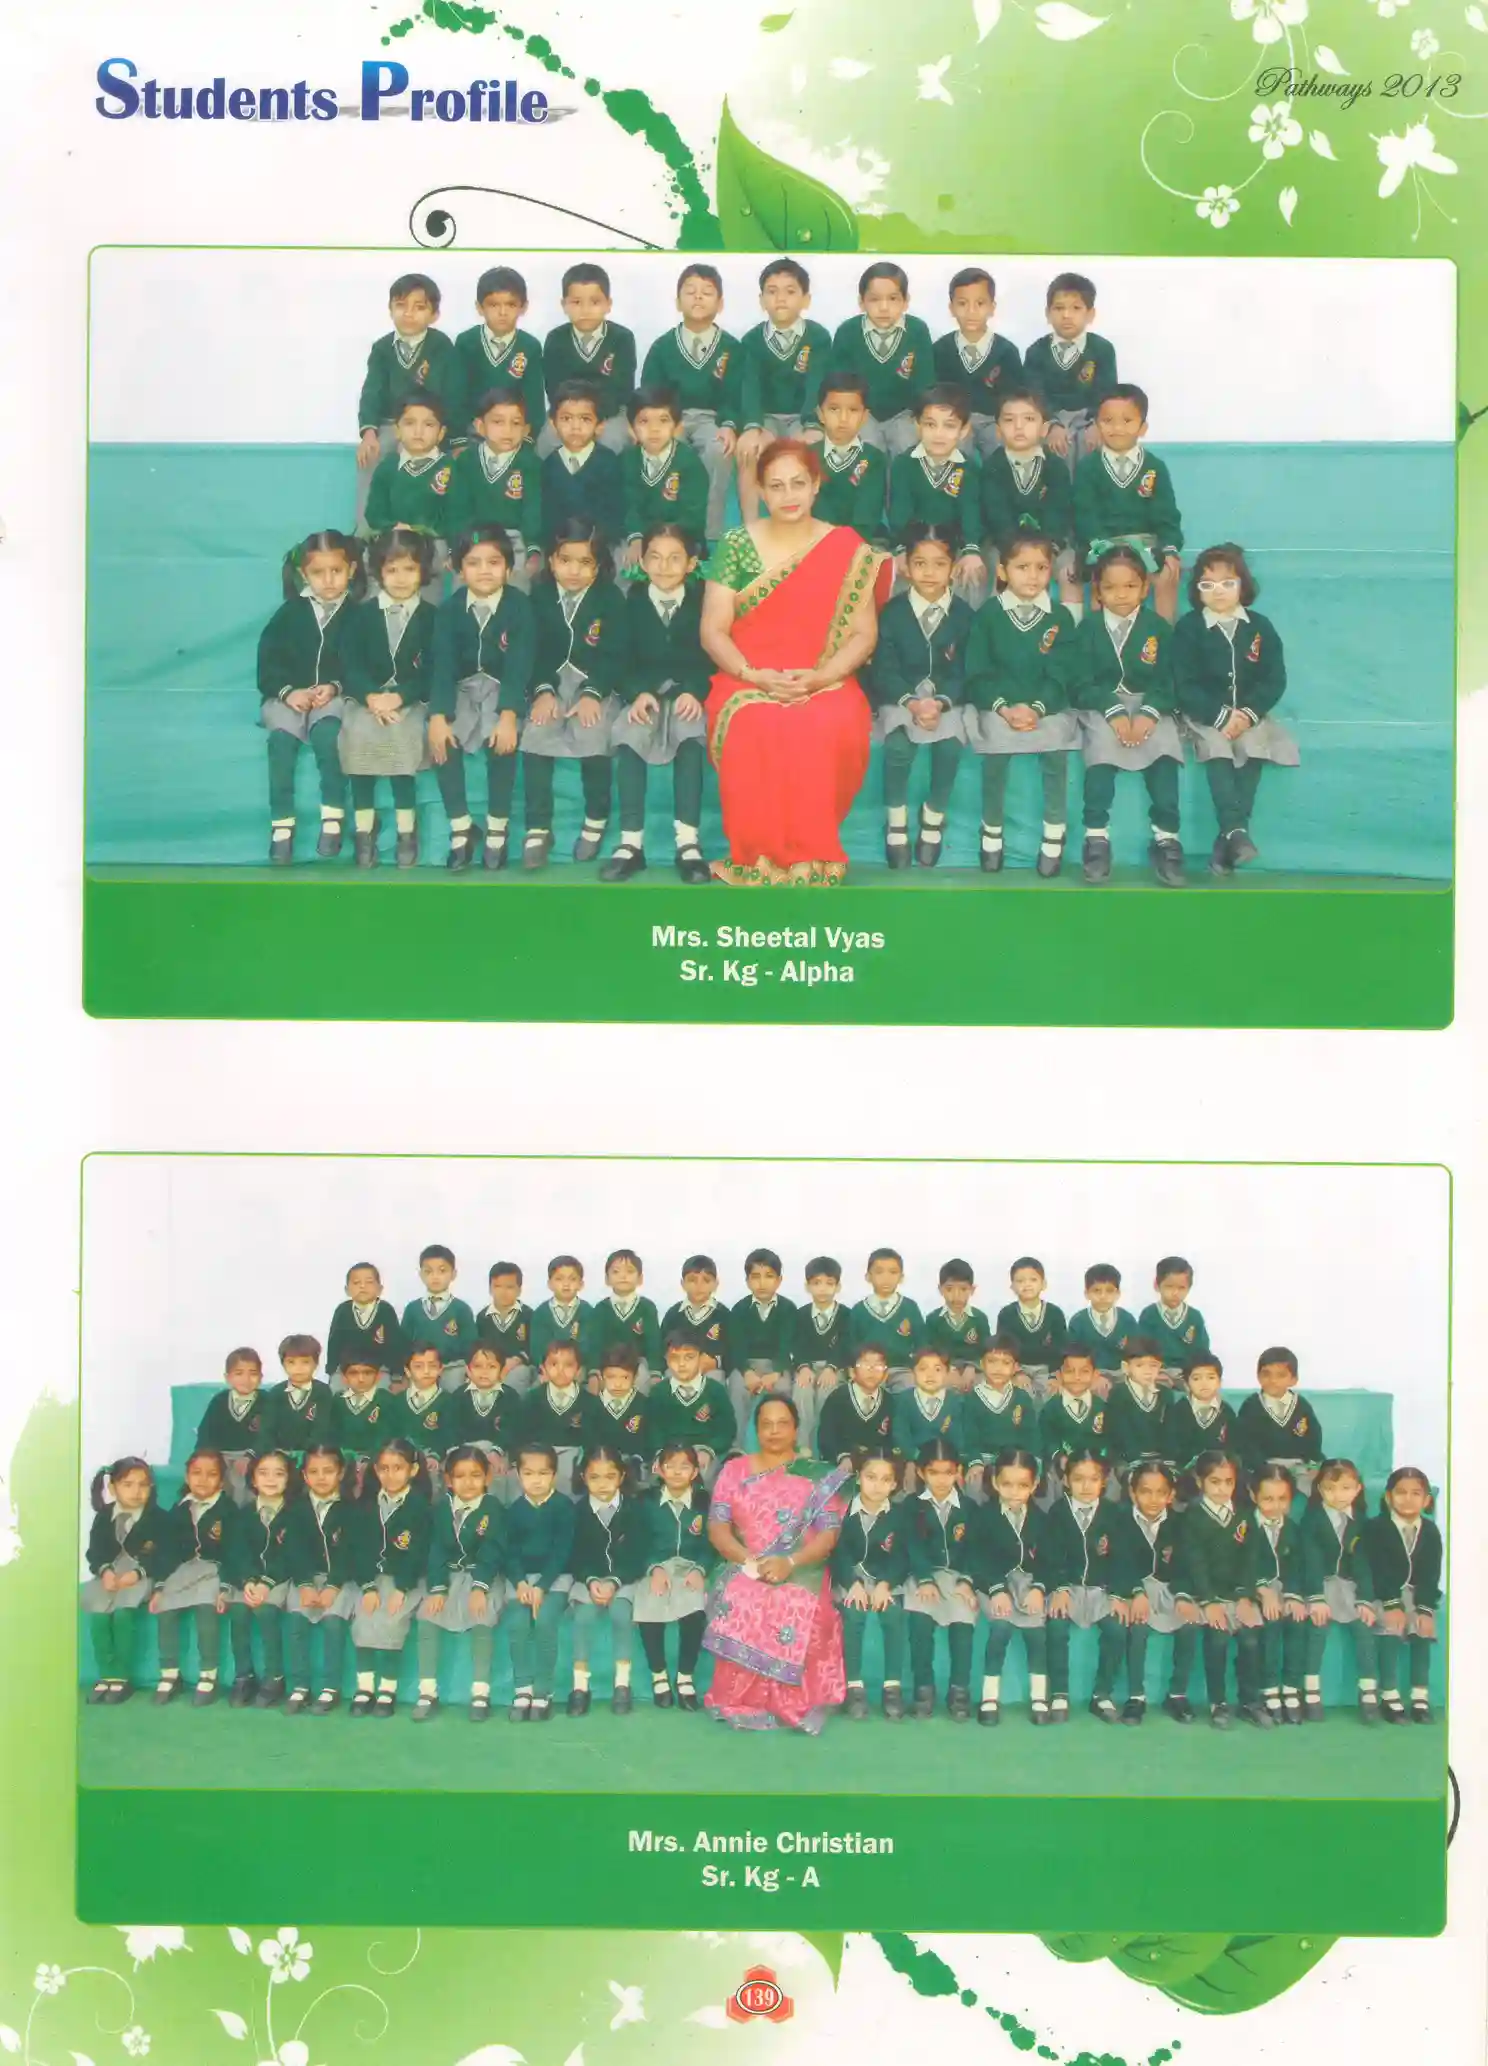 Students Profile
Pathways 2013
Mrs. Sheetal Vyas
Sr. Kg - Alpha
Mrs. Annie Christian
Sr. Kg - A
139